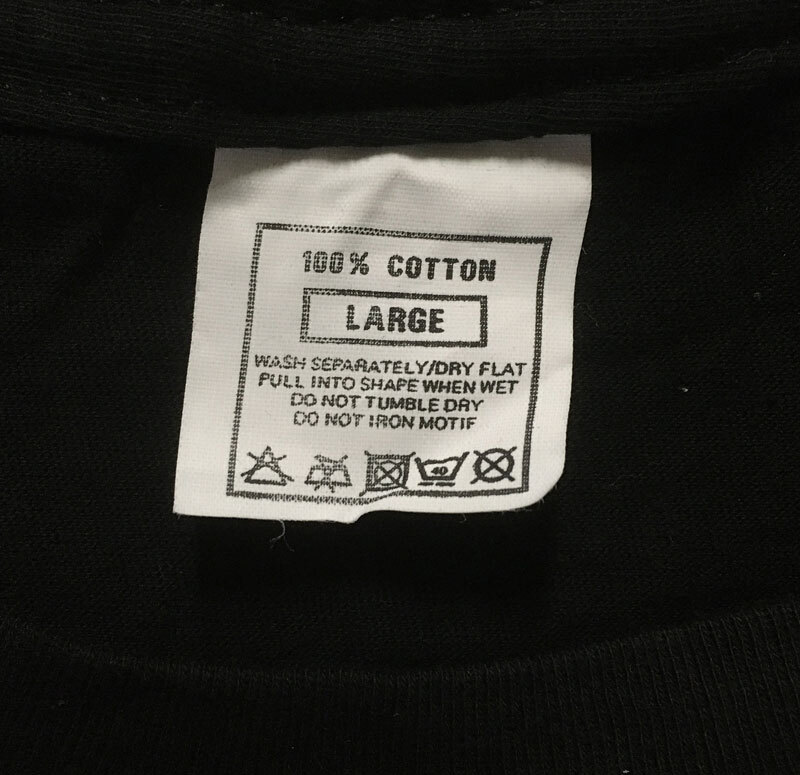 100% COTTON
LARGE
WASH SEPARATELY/DRY FLAT
PULL INTO SHAPE WHEN WET
DO NOT TUMBLE DRY
DO NOT IRON MOTIF
40